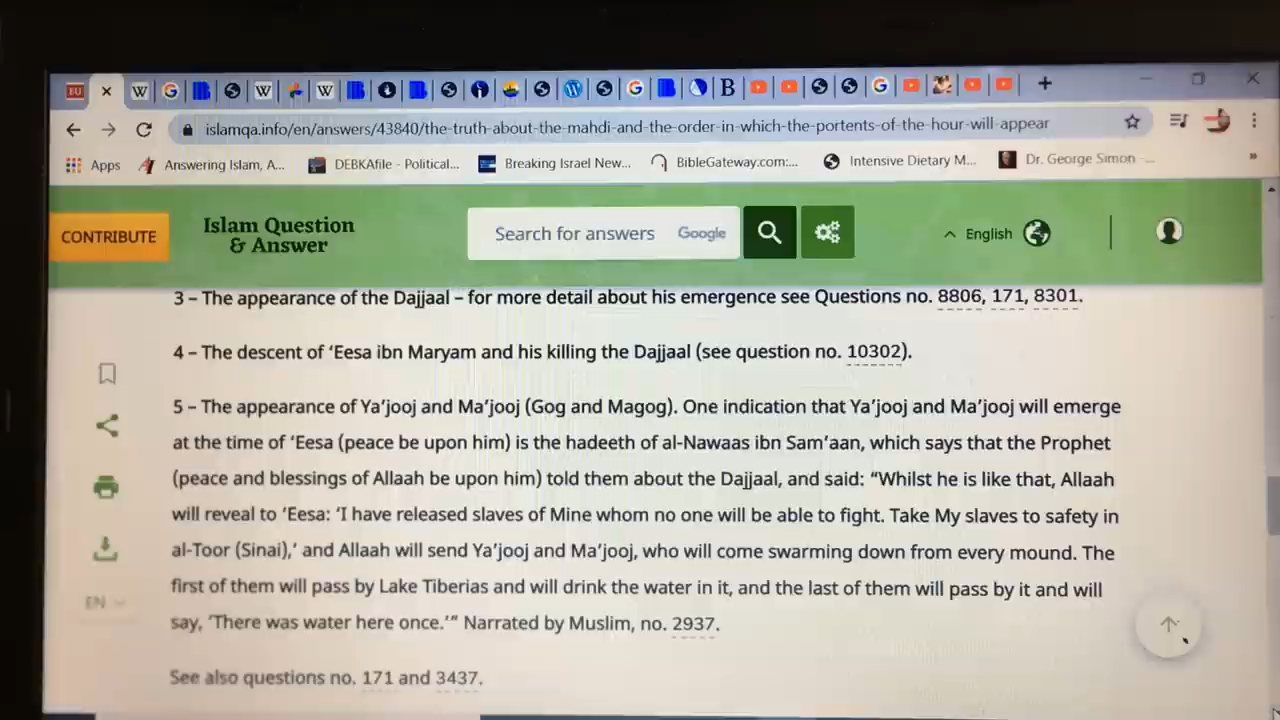 EU
W
G
W
W
G
B
G
islamqa.info/en/answers/43840/the-truth-about-the-mahdi-and-the-order-in-which-the-portents-of-the-hour-will-appear
Apps Answering Islam, A... DEBKAfile - Political... Breaking Israel New... BibleGateway.com:... Intensive Dietary M... Dr. George Simon ... »
CONTRIBUTE
Islam Question
& Answer
Search for answers Google
English
3 – The appearance of the Dajjaal – for more detail about his emergence see Questions no. 8806, 171, 8301.
4 – The descent of ‘Eesa ibn Maryam and his killing the Dajjaal (see question no. 10302).
5 – The appearance of Ya’jooj and Ma’jooj (Gog and Magog). One indication that Ya’jooj and Ma’jooj will emerge
at the time of ‘Eesa (peace be upon him) is the hadeeth of al-Nawaas ibn Sam’aan, which says that the Prophet
(peace and blessings of Allaah be upon him) told them about the Dajjaal, and said: “Whilst he is like that, Allaah
will reveal to ‘Eesa: ‘I have released slaves of Mine whom no one will be able to fight. Take My slaves to safety in
al-Toor (Sinai),’ and Allaah will send Ya’jooj and Ma’jooj, who will come swarming down from every mound. The
first of them will pass by Lake Tiberias and will drink the water in it, and the last of them will pass by it and will
say, ‘There was water here once.’” Narrated by Muslim, no. 2937.
See also questions no. 171 and 3437.
EN